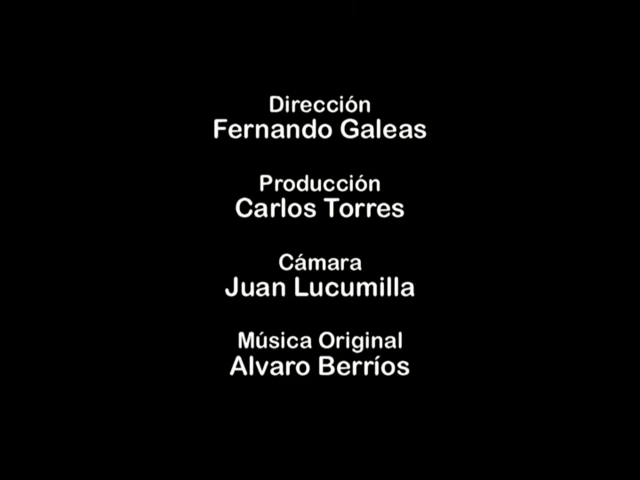 Dirección
Fernando Galeas
Producción
Carlos Torres
Cámara
Juan Lucumilla
Música Original
Alvaro Berríos